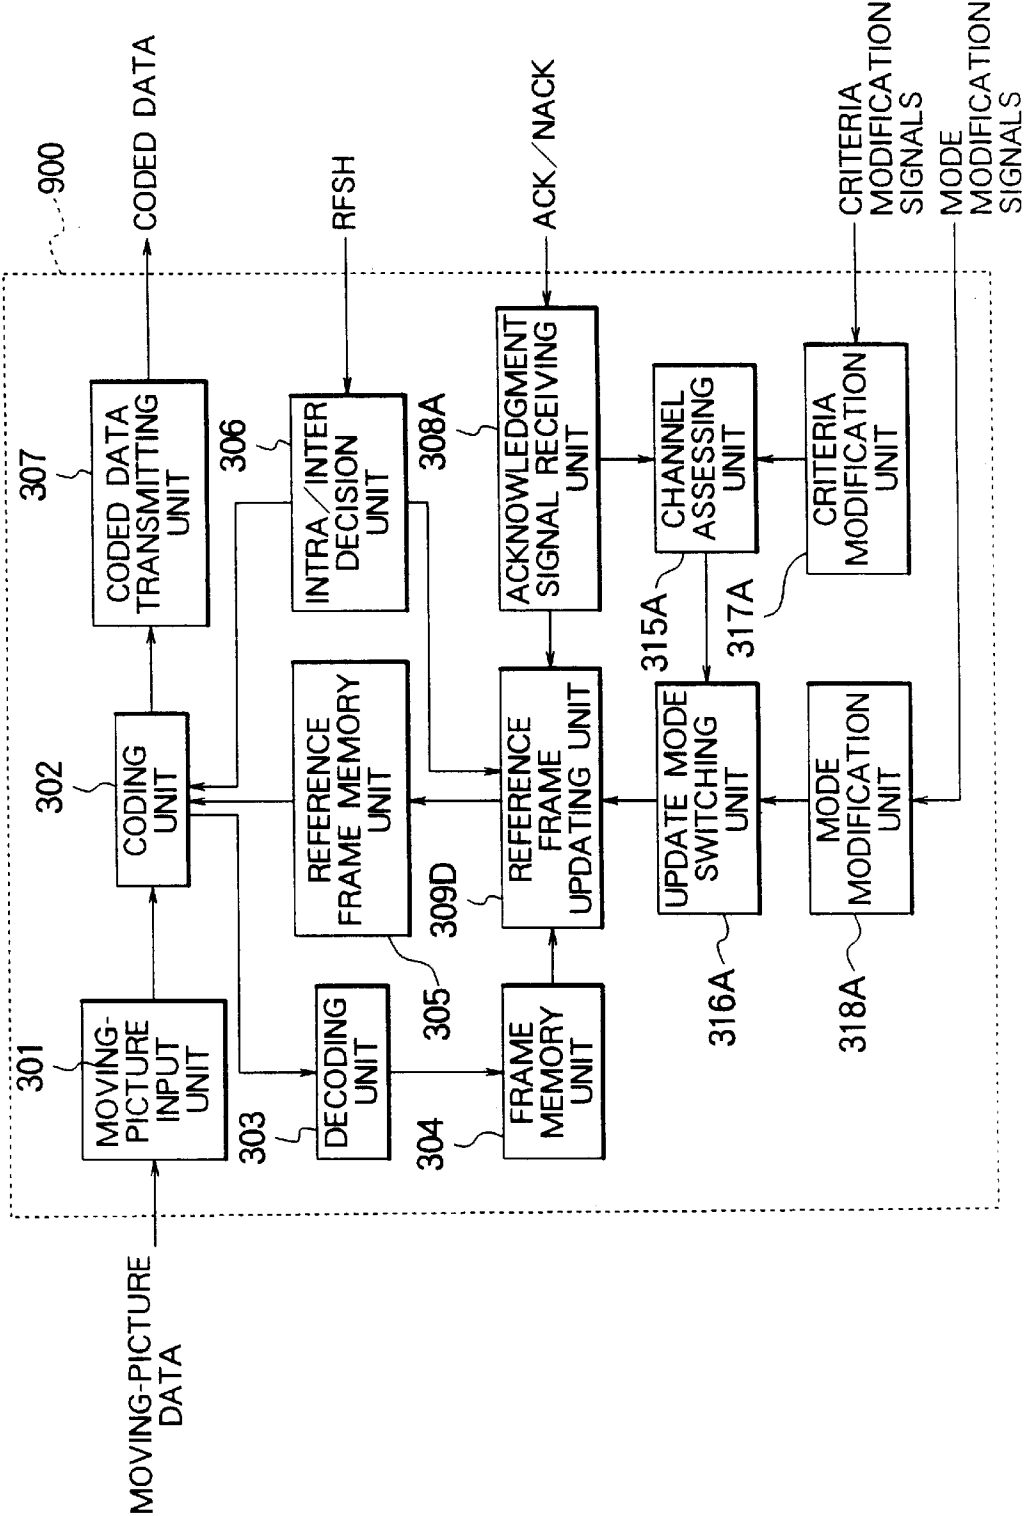 900
MOVING-PICTURE
DATA
301
MOVING-
PICTURE
INPUT
UNIT
302
CODING
UNIT
307
CODED DATA
TRANSMITTING
UNIT
CODED DATA
303
DECODING
UNIT
305
REFERENCE
FRAME MEMORY
UNIT
306
INTRA/INTER
DECISION
UNIT
RFSH
304
FRAME
MEMORY
UNIT
309D
REFERENCE
FRAME
UPDATING UNIT
308A
ACKNOWLEDGMENT
SIGNAL RECEIVING
UNIT
ACK/NACK
316A
UPDATE MODE
SWITCHING
UNIT
315A
CHANNEL
ASSESSING
UNIT
318A
MODE
MODIFICATION
UNIT
317A
CRITERIA
MODIFICATION
UNIT
CRITERIA
MODIFICATION
SIGNALS
MODE
MODIFICATION
SIGNALS